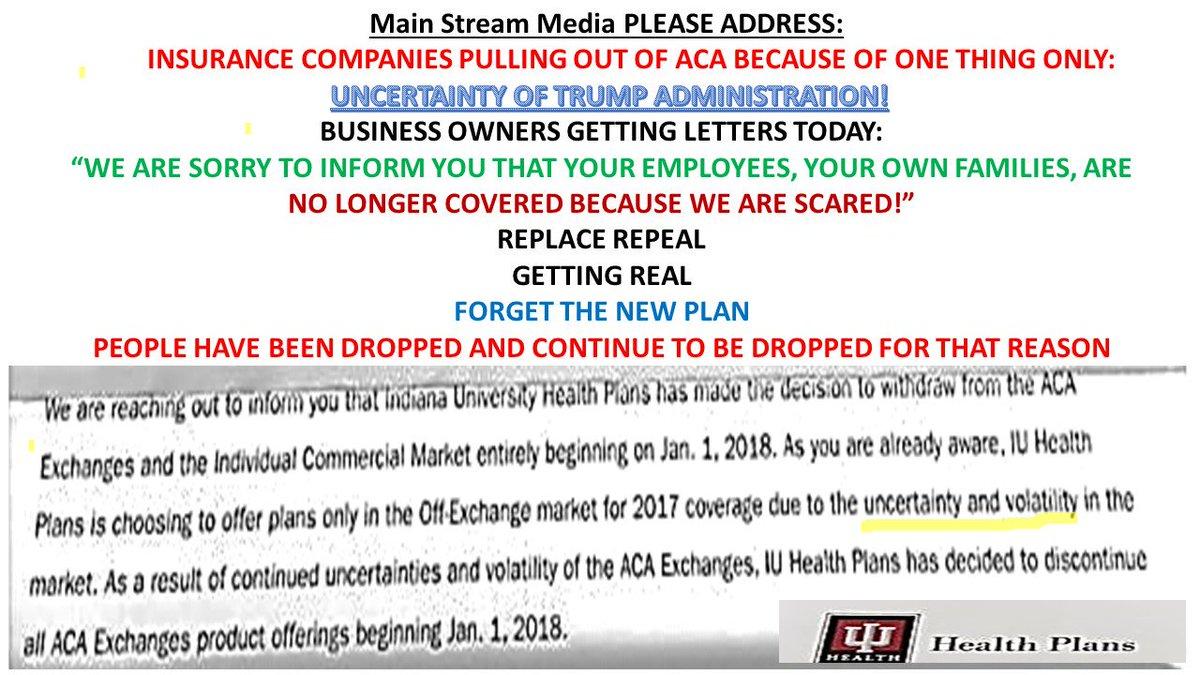 Main Stream Media PLEASE ADDRESS:
INSURANCE COMPANIES PULLING OUT OF ACA BECAUSE OF ONE THING ONLY:
UNCERTAINTY OF TRUMP ADMINISTRATION!
BUSINESS OWNERS GETTING LETTERS TODAY:
“WE ARE SORRY TO INFORM YOU THAT YOUR EMPLOYEES, YOUR OWN FAMILIES, ARE
NO LONGER COVERED BECAUSE WE ARE SCARED!”
REPLACE REPEAL
GETTING REAL
FORGET THE NEW PLAN
PEOPLE HAVE BEEN DROPPED AND CONTINUE TO BE DROPPED FOR THAT REASON
We are reaching out to inform you that Indiana University Health Plans has made the decision to withdraw from the ACA
Exchanges and the Individual Commercial Market entirely beginning on Jan. 1, 2018. As you are already aware, IU Health
Plans is choosing to offer plans only in the Off-Exchange market for 2017 coverage due to the uncertainty and volatility in the
market. As a result of continued uncertainties and volatility of the ACA Exchanges, IU Health Plans has decided to discontinue
all ACA Exchanges product offerings beginning Jan. 1, 2018.
IU HEALTH Health Plans